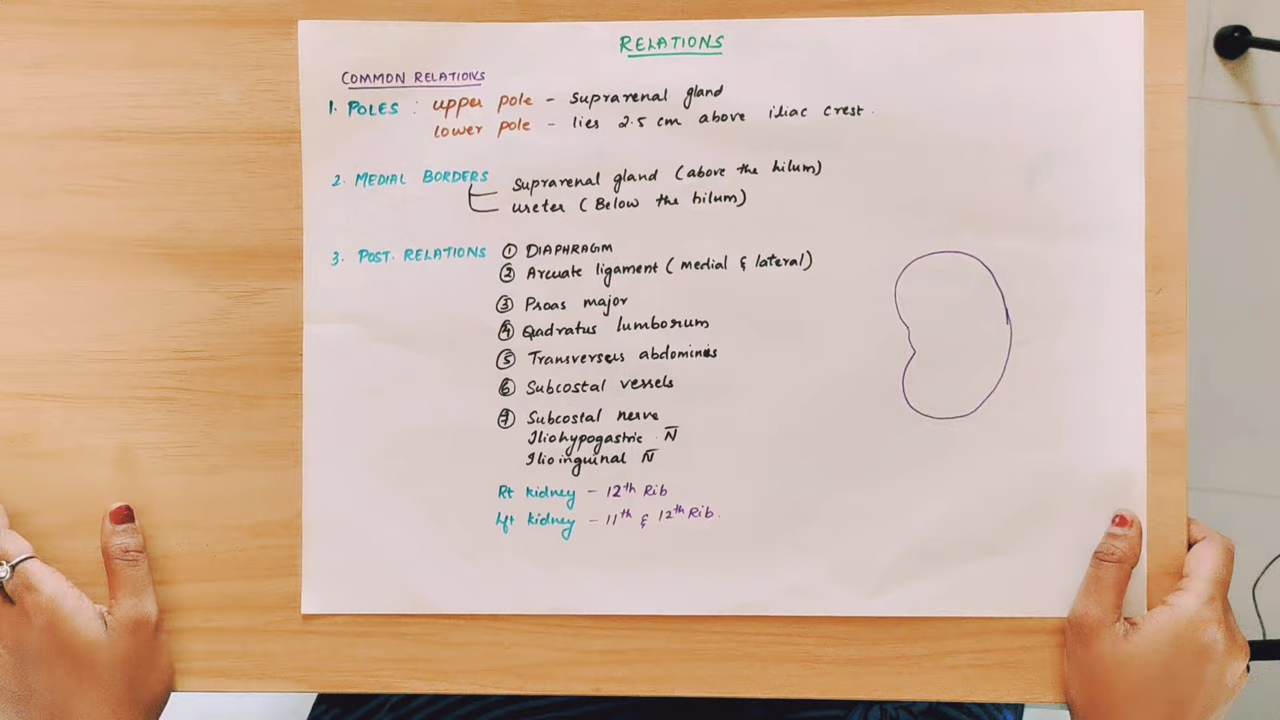 RELATIONS
COMMON RELATIONS
1. POLES : upper pole - suprarenal gland
lower pole - lies 2.5 cm above iliac crest.
2. MEDIAL BORDERS
suprarenal gland (above the hilum)
ureter (Below the hilum)
3. POST. RELATIONS ① DIAPHRAGM
② Arcuate ligament (medial & lateral)
③ Psoas major
④ Quadratus lumborum
⑤ Transversus abdominis
⑥ Subcostal vessels
⑦ Subcostal nerve
Iliohypogastric N̄
Ilioinguinal N̄
Rt kidney - 12th Rib
Lft kidney - 11th & 12th Rib.